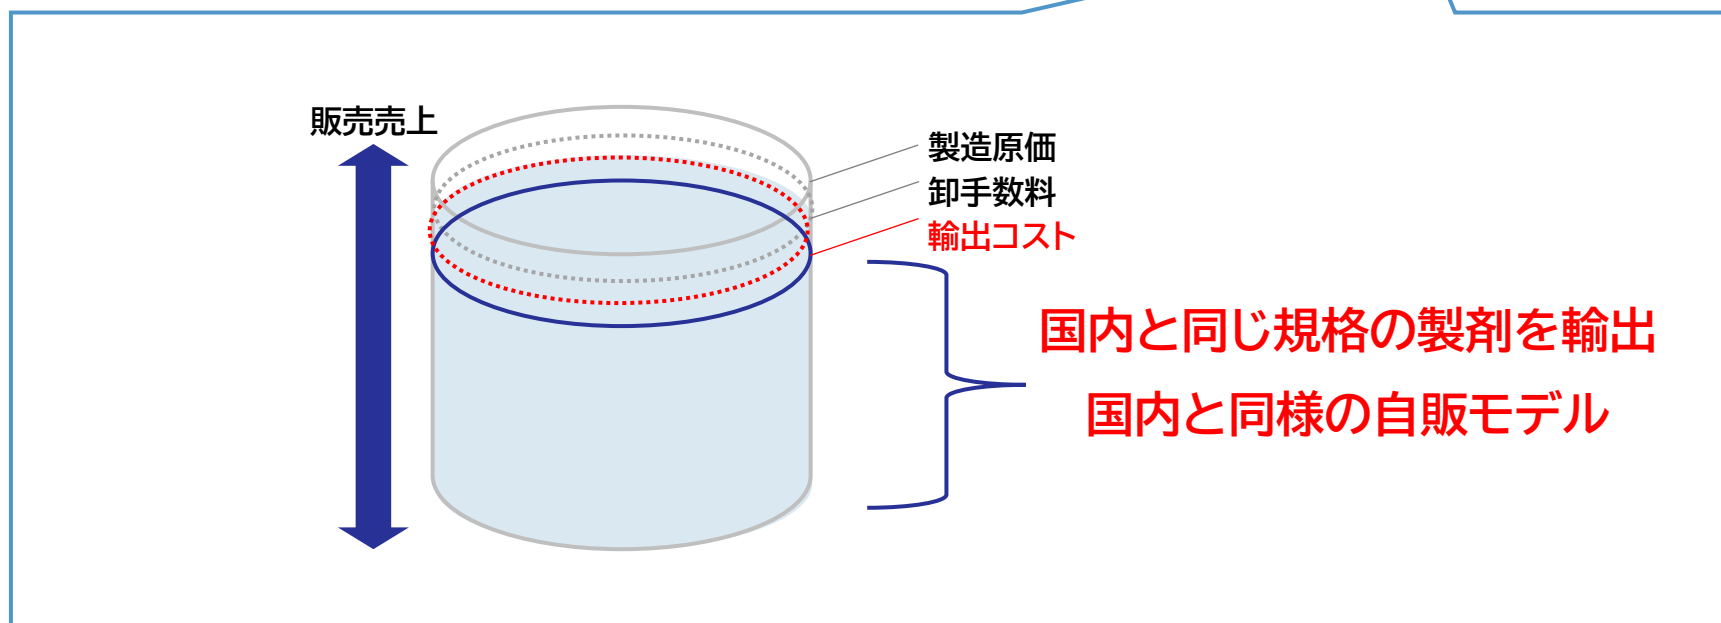 販売売上
製造原価
卸手数料
輸出コスト
国内と同じ規格の製剤を輸出
国内と同様の自販モデル